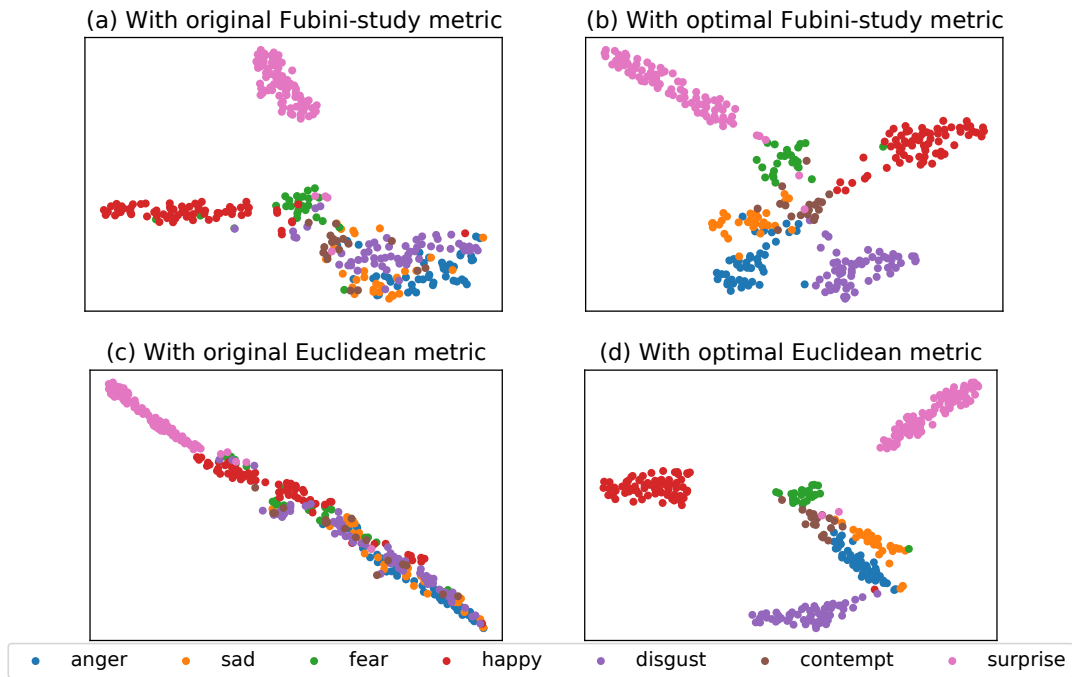 (a) With original Fubini-study metric
(b) With optimal Fubini-study metric
(c) With original Euclidean metric
(d) With optimal Euclidean metric
anger sad fear happy disgust contempt surprise